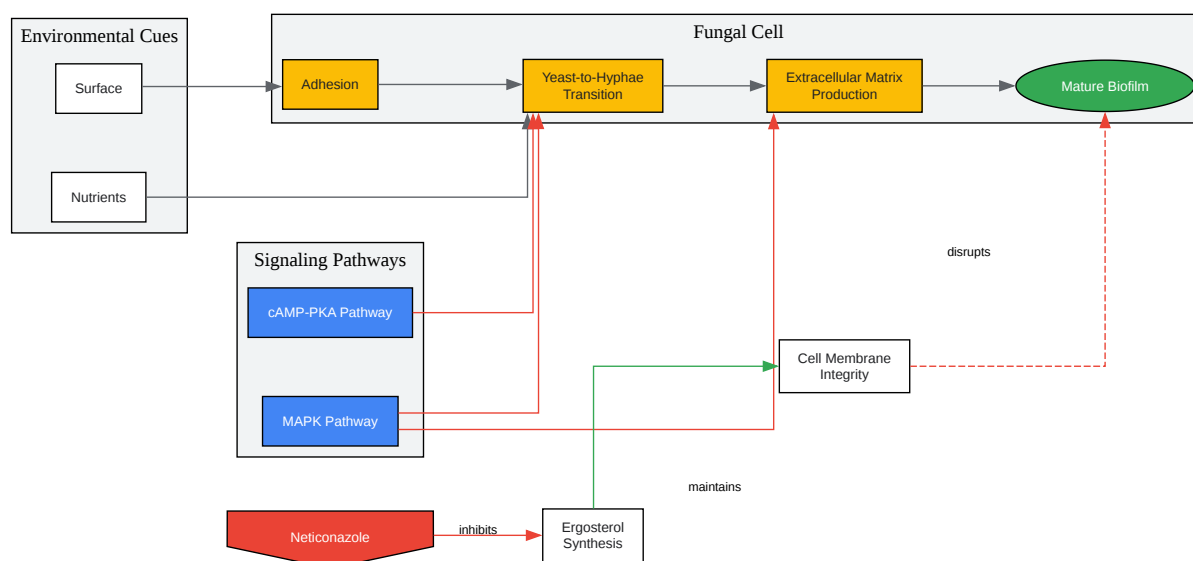 Environmental Cues
Fungal Cell
Surface
Adhesion
Yeast-to-Hyphae
Transition
Extracellular Matrix
Production
Mature Biofilm
Nutrients
Signaling Pathways
disrupts
cAMP-PKA Pathway
Cell Membrane
Integrity
MAPK Pathway
maintains
Neticonazole
inhibits
Ergosterol
Synthesis